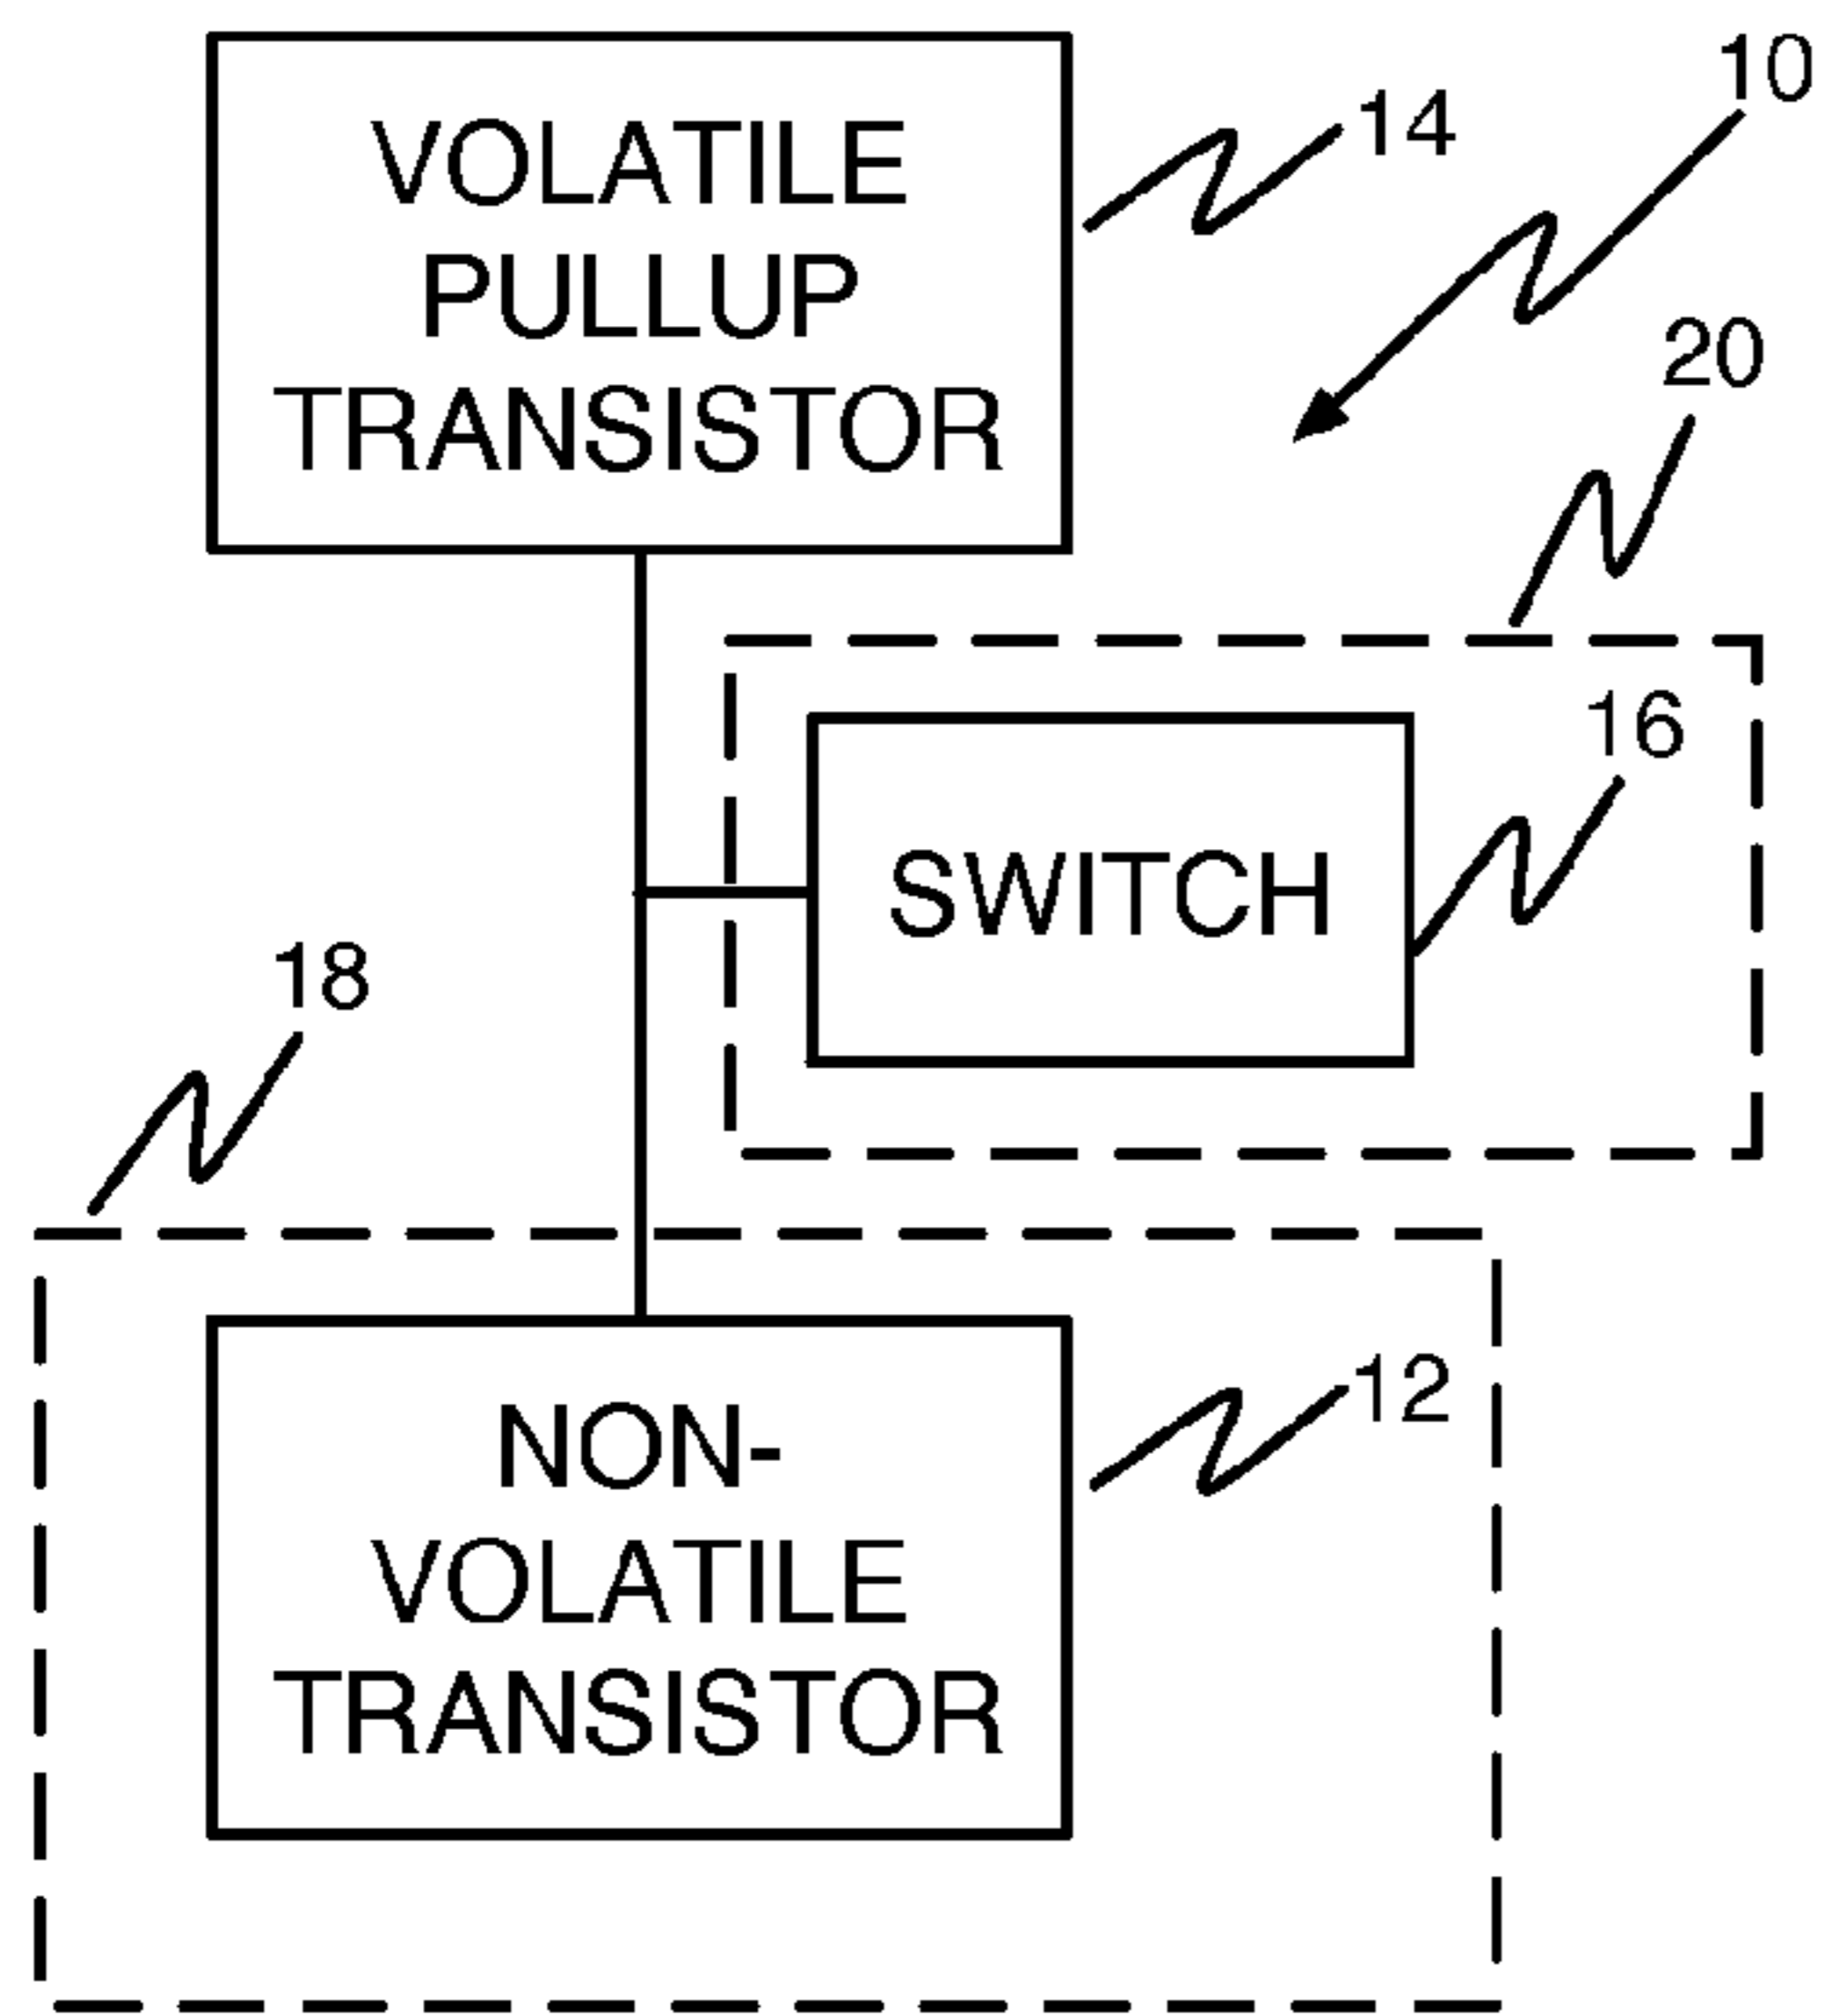 10
VOLATILE
PULLUP
TRANSISTOR
14
20
16
SWITCH
18
12
NON-
VOLATILE
TRANSISTOR